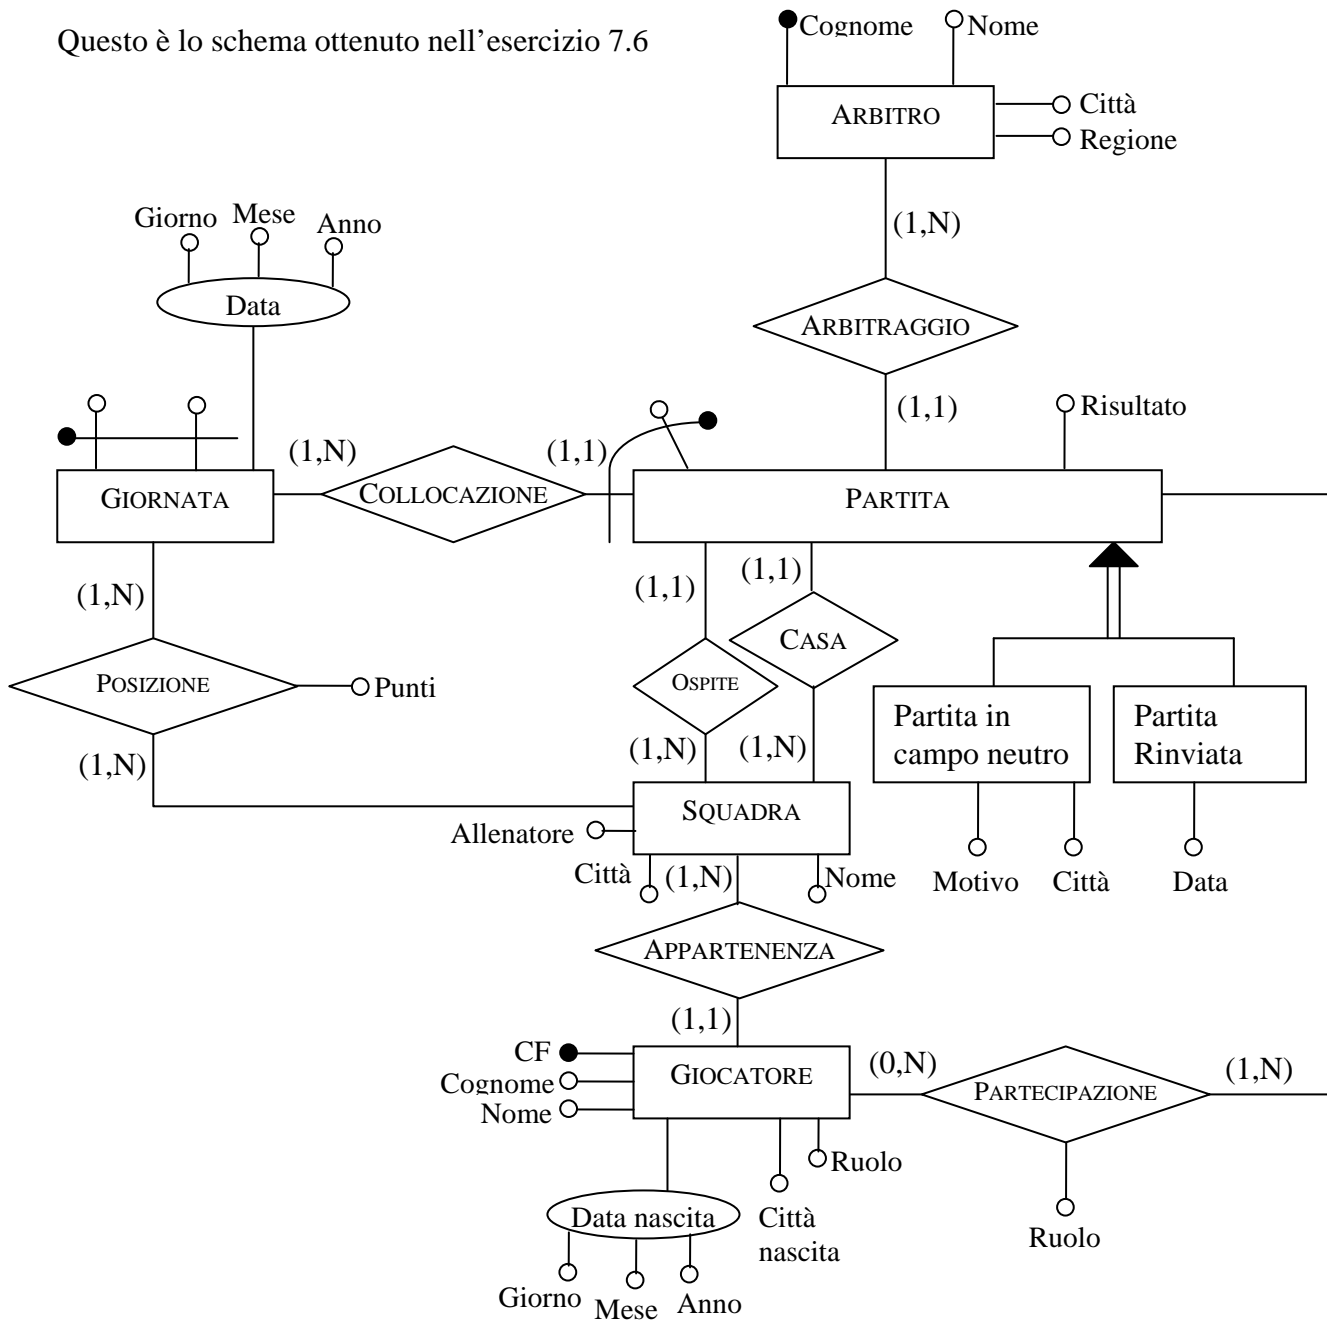 Questo è lo schema ottenuto nell'esercizio 7.6
Cognome
Nome
ARBITRO
Città
Regione
(1,N)
Giorno
Mese
Anno
Data
ARBITRAGGIO
(1,1)
Risultato
(1,N)
(1,1)
GIORNATA
COLLOCAZIONE
PARTITA
(1,N)
(1,1)
(1,1)
CASA
POSIZIONE
Punti
OSPITE
Partita in
campo neutro
Partita
Rinviata
(1,N)
(1,N)
(1,N)
SQUADRA
Allenatore
Città
(1,N)
Nome
Motivo
Città
Data
APPARTENENZA
(1,1)
CF
Cognome
Nome
GIOCATORE
(0,N)
PARTECIPAZIONE
(1,N)
Ruolo
Data nascita
Città
nascita
Ruolo
Giorno
Mese
Anno